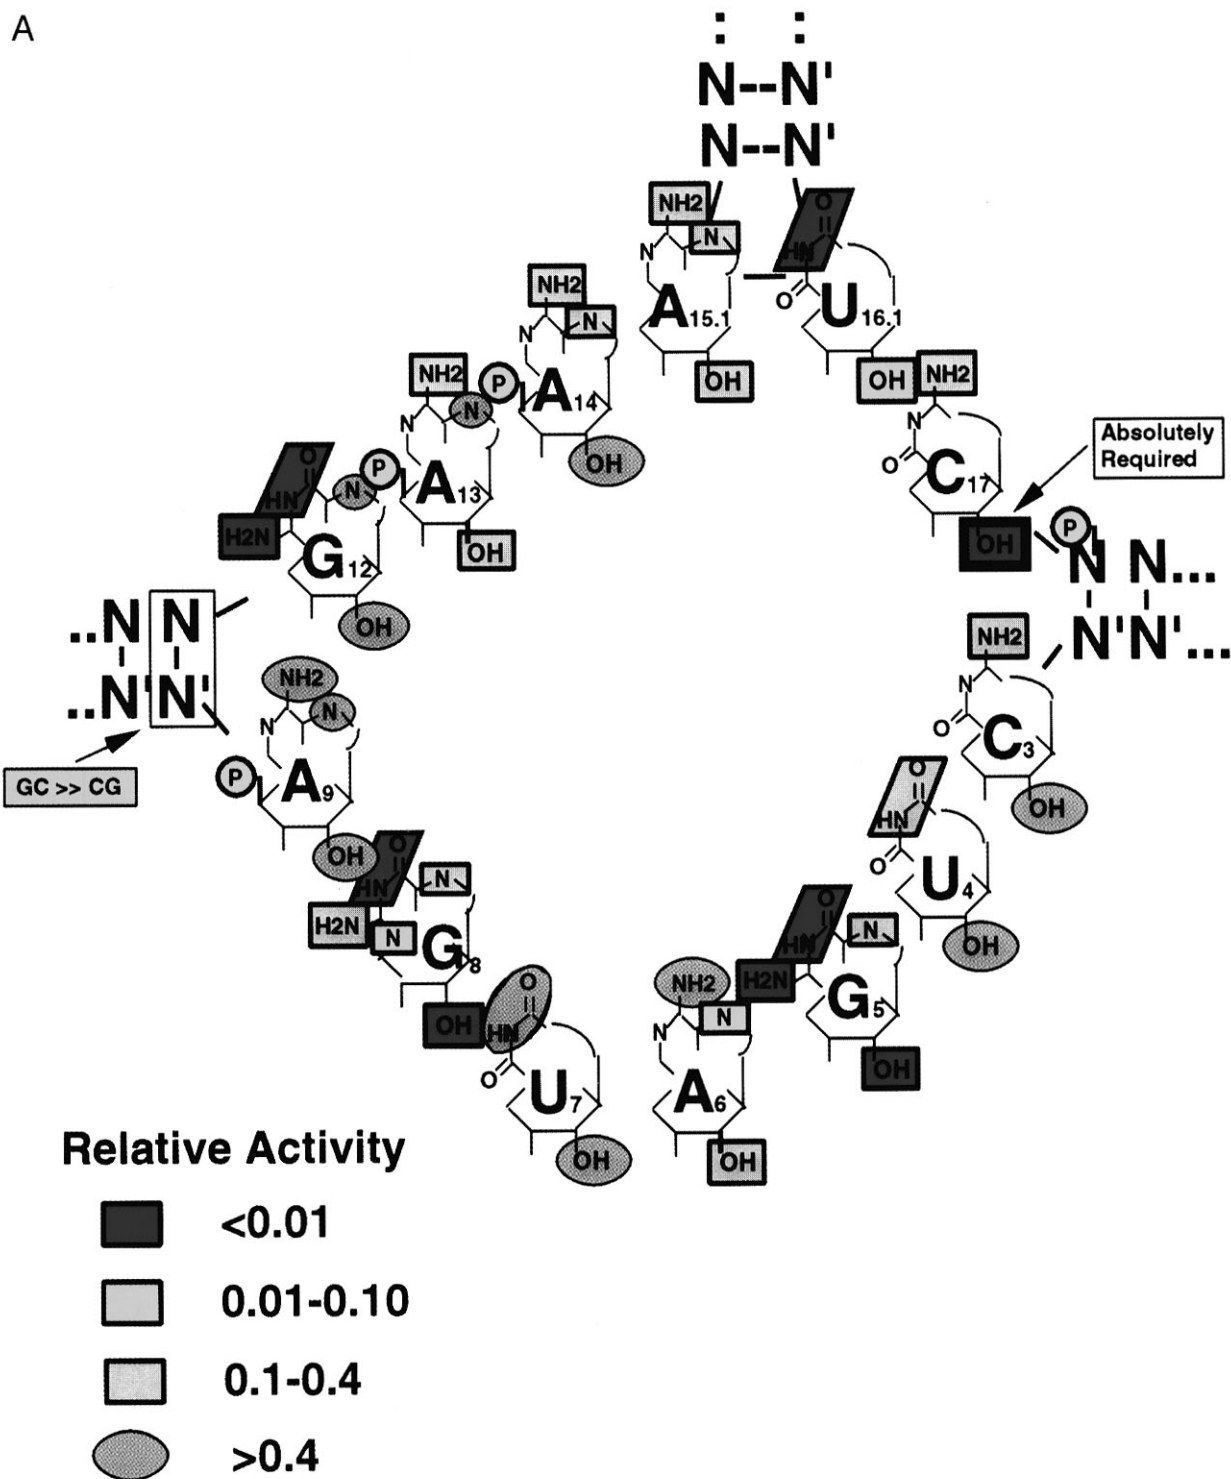 A
: :
N--N'
N--N'
NH2 N N A15.1 OH
O HN O U16.1 OH
NH2 N N A14 OH
P
NH2 N N A13 OH
P
NH2 N O C17 OH
Absolutely
Required
O HN H2N N G12 OH
P
N N...
N'N'...
..N N
..N' N'
GC >> CG
NH2 N O C3 OH
NH2 N N A9 OH
P
O HN O U4 OH
O HN H2N N N G8 OH
O HN H2N N G5 OH
O HN O U7 OH
NH2 N N A6 OH
Relative Activity
<0.01
0.01-0.10
0.1-0.4
>0.4